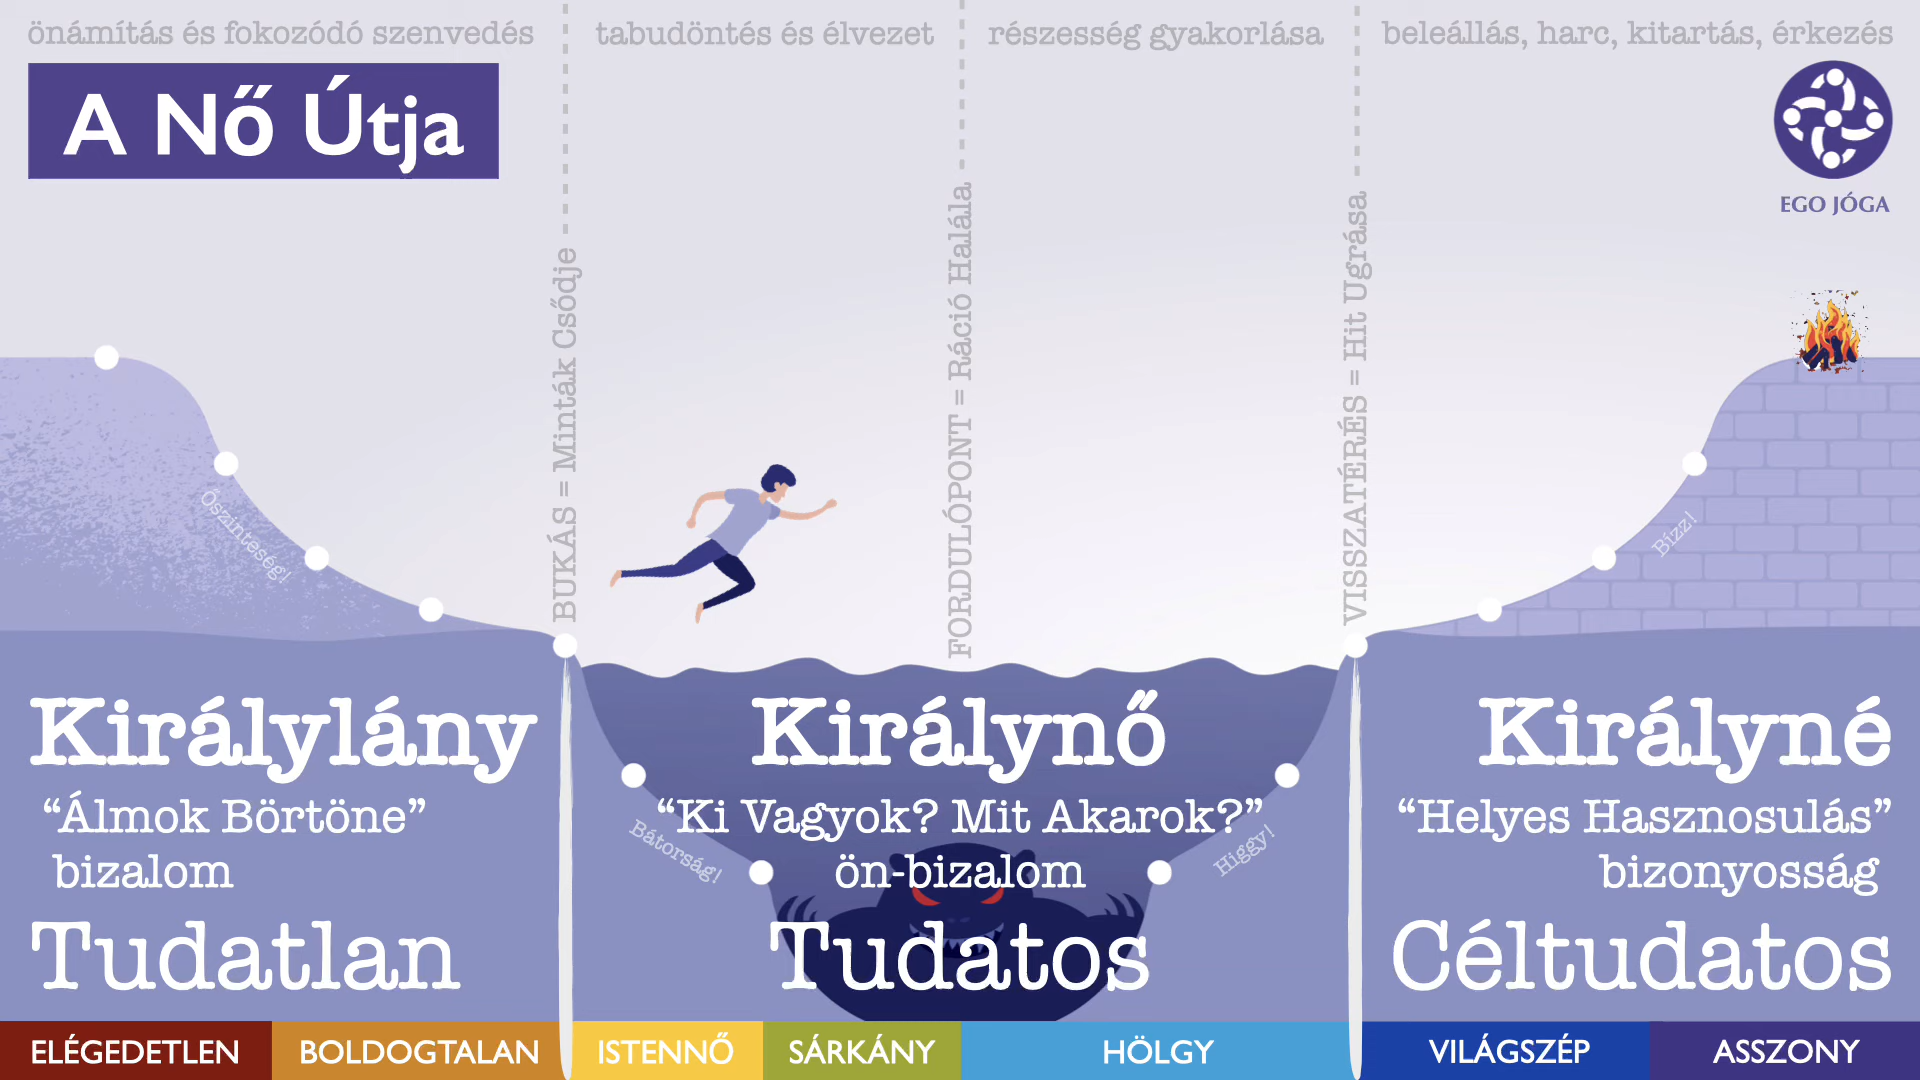 önámítás és fokozódó szenvedés
tabudöntés és élvezet
részesség gyakorlása
beleállás, harc, kitartás, érkezés
A Nő Útja
EGO JÓGA
BUKÁS = Minták Csődje
FORDULÓPONT = Ráció Halála
VISSZATÉRÉS = Hit Ugrása
Őszinteség!
Bízz!
Királylány
"Álmok Börtöne"
bizalom
Tudatlan
Bátorság!
Királynő
"Ki Vagyok? Mit Akarok?"
ön-bizalom
Tudatos
Higgy!
Királyné
"Helyes Hasznosulás"
bizonyosság
Céltudatos
ELÉGEDETLEN
BOLDOGTALAN
ISTENNŐ
SÁRKÁNY
HÖLGY
VILÁGSZÉP
ASSZONY